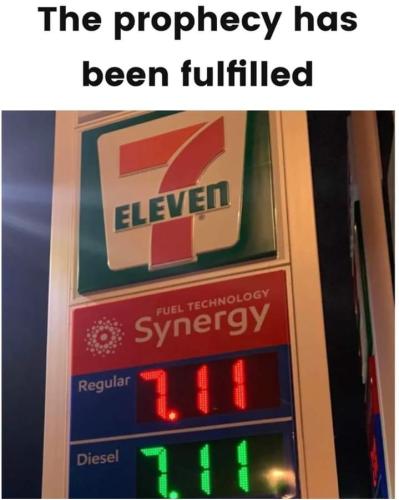 The prophecy has
been fulfilled
7
ELEVEn
®
FUEL TECHNOLOGY
Synergy
Regular 7.11
Diesel 7.11